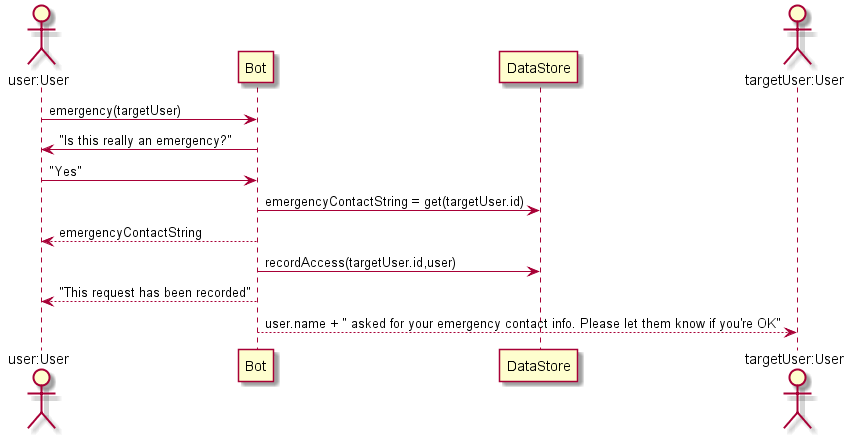 user:User
Bot
DataStore
targetUser:User
emergency(targetUser)
"Is this really an emergency?"
"Yes"
emergencyContactString = get(targetUser.id)
emergencyContactString
recordAccess(targetUser.id,user)
"This request has been recorded"
user.name + " asked for your emergency contact info. Please let them know if you're OK"
user:User
Bot
DataStore
targetUser:User